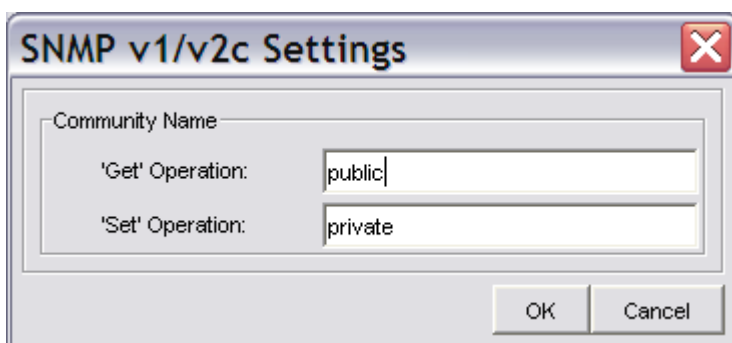 SNMP v1/v2c Settings
Community Name
'Get' Operation: public
'Set' Operation: private
OK Cancel